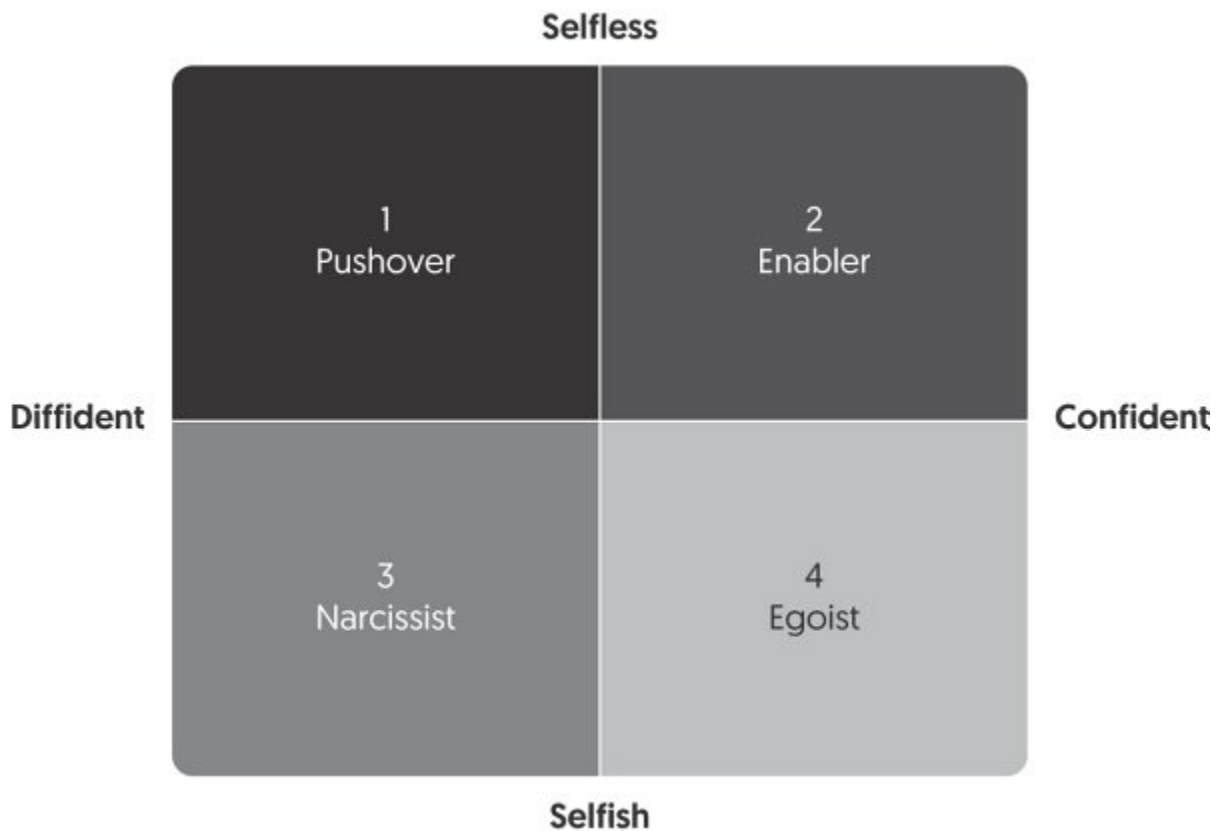 Selfless
1
Pushover
2
Enabler
Diffident
Confident
3
Narcissist
4
Egoist
Selfish